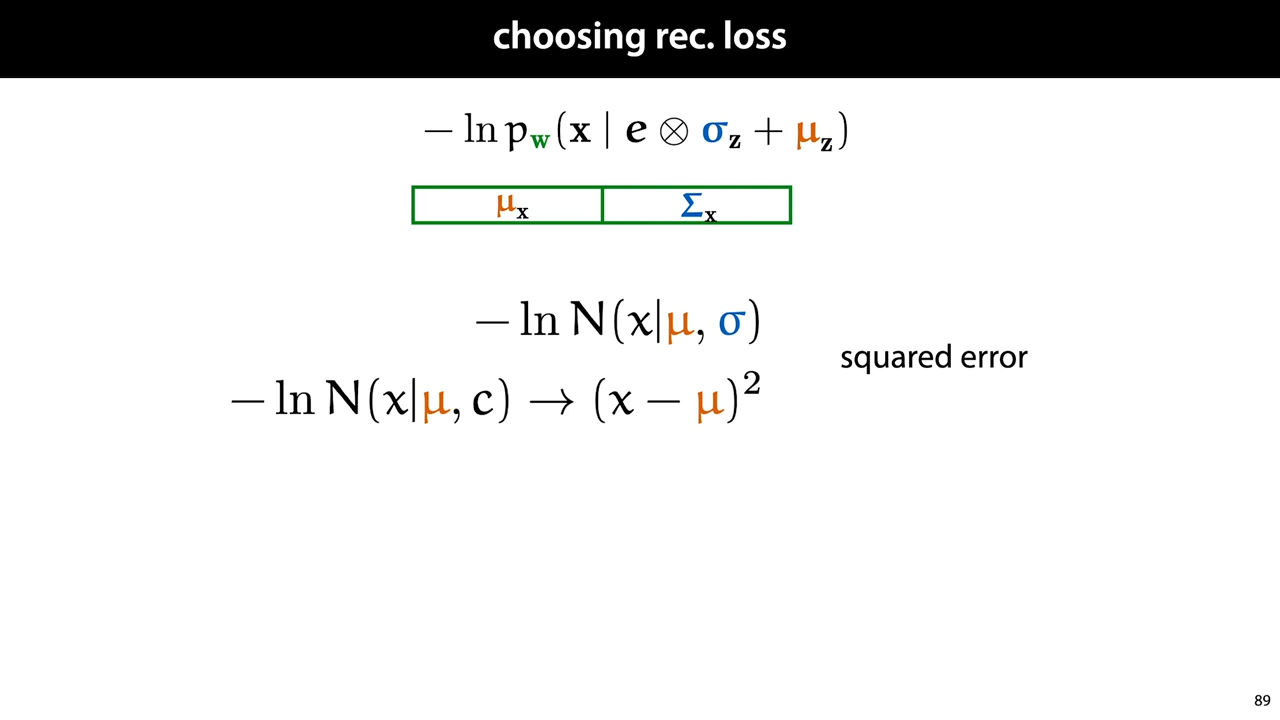 choosing rec. loss
− ln p_w(x | e ⊗ σ_z + μ_z)
μ_x Σ_x
− ln N(x|μ, σ)
squared error
− ln N(x|μ, c) → (x − μ)²
89